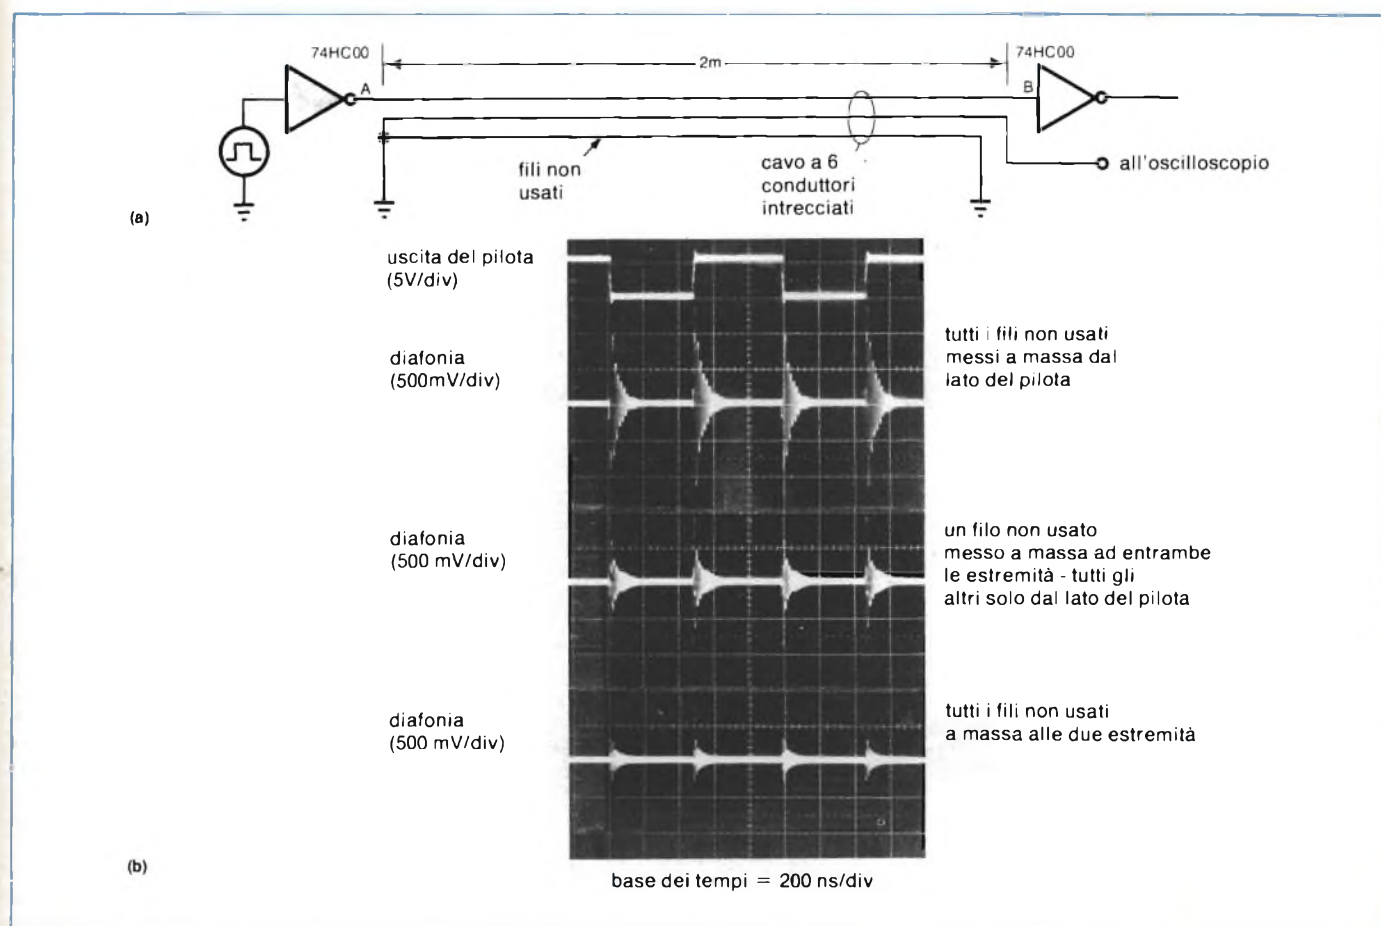 74HC00
2m
74HC00
A
B
fili non
usati
cavo a 6
conduttori
intrecciati
all'oscilloscopio
(a)
uscita del pilota
(5V/div)
diafonia
(500mV/div)
tutti i fili non usati
messi a massa dal
lato del pilota
diafonia
(500 mV/div)
un filo non usato
messo a massa ad entrambe
le estremità - tutti gli
altri solo dal lato del pilota
diafonia
(500 mV/div)
tutti i fili non usati
a massa alle due estremità
(b)
base dei tempi = 200 ns/div